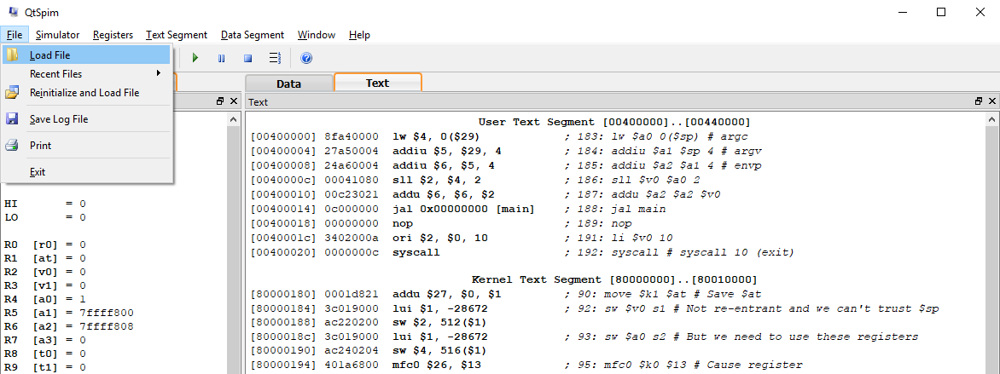 QtSpim
File Simulator Registers Text Segment Data Segment Window Help
Load File
Recent Files
Reinitialize and Load File
Save Log File
Print
Exit
HI = 0
LO = 0
R0 [r0] = 0
R1 [at] = 0
R2 [v0] = 0
R3 [v1] = 0
R4 [a0] = 1
R5 [a1] = 7ffff800
R6 [a2] = 7ffff808
R7 [a3] = 0
R8 [t0] = 0
R9 [t1] = 0
Data Text
Text
User Text Segment [00400000]..[00440000]
[00400000] 8fa40000 lw $4, 0($29) ; 183: lw $a0 0($sp) # argc
[00400004] 27a50004 addiu $5, $29, 4 ; 184: addiu $a1 $sp 4 # argv
[00400008] 24a60004 addiu $6, $5, 4 ; 185: addiu $a2 $a1 4 # envp
[0040000c] 00041080 sll $2, $4, 2 ; 186: sll $v0 $a0 2
[00400010] 00c23021 addu $6, $6, $2 ; 187: addu $a2 $a2 $v0
[00400014] 0c000000 jal 0x00000000 [main] ; 188: jal main
[00400018] 00000000 nop ; 189: nop
[0040001c] 3402000a ori $2, $0, 10 ; 191: li $v0 10
[00400020] 0000000c syscall ; 192: syscall # syscall 10 (exit)
Kernel Text Segment [80000000]..[80010000]
[80000180] 0001d821 addu $27, $0, $1 ; 90: move $k1 $at # Save $at
[80000184] 3c019000 lui $1, -28672 ; 92: sw $v0 s1 # Not re-entrant and we can't trust $sp
[80000188] ac220200 sw $2, 512($1)
[8000018c] 3c019000 lui $1, -28672 ; 93: sw $a0 s2 # But we need to use these registers
[80000190] ac240204 sw $4, 516($1)
[80000194] 401a6800 mfc0 $26, $13 ; 95: mfc0 $k0 $13 # Cause register